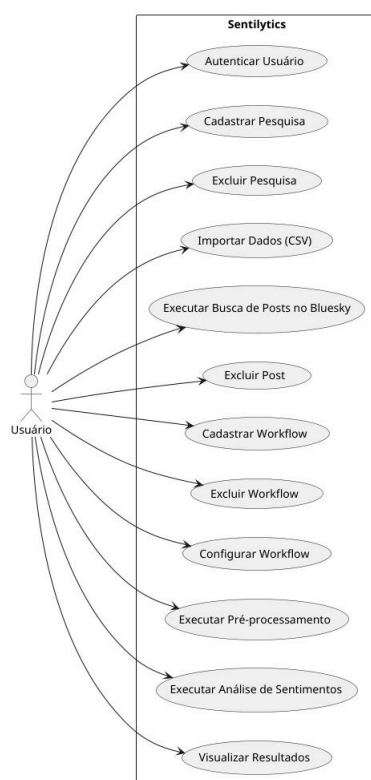 Sentilytics
Autenticar Usuário
Cadastrar Pesquisa
Excluir Pesquisa
Importar Dados (CSV)
Executar Busca de Posts no Bluesky
Excluir Post
Usuário
Cadastrar Workflow
Excluir Workflow
Configurar Workflow
Executar Pré-processamento
Executar Análise de Sentimentos
Visualizar Resultados